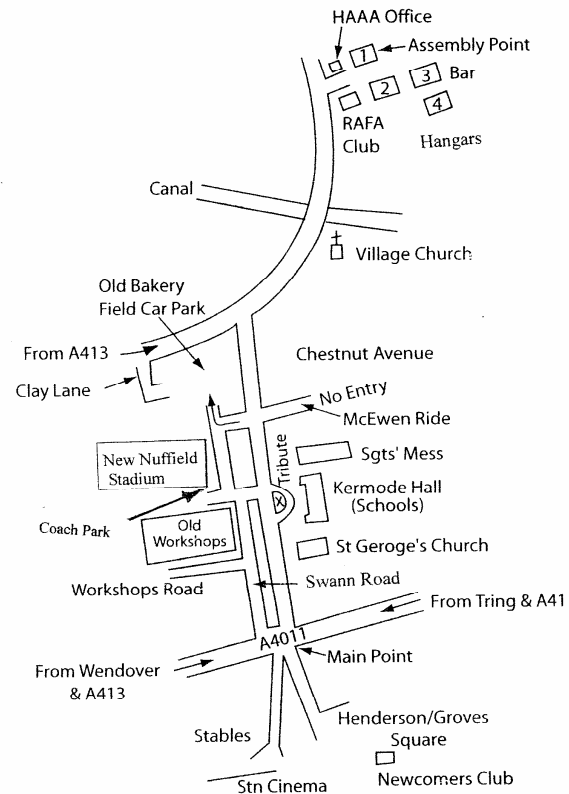 HAAA Office
1
Assembly Point
2
3
Bar
4
RAFA
Club
Hangars
Canal
Village Church
Old Bakery
Field Car Park
From A413
Chestnut Avenue
Clay Lane
No Entry
McEwen Ride
Tribute
Sgts' Mess
New Nuffield
Stadium
Kermode Hall
(Schools)
X
Coach Park
Old
Workshops
St Geroge's Church
Workshops Road
Swann Road
From Tring & A41
A4011
Main Point
From Wendover
& A413
Henderson/Groves
Square
Stables
Stn Cinema
Newcomers Club